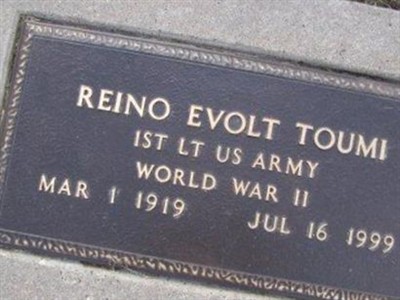 REINO EVOLT TOUMI
1ST LT US ARMY
WORLD WAR II
MAR 1 1919 JUL 16 1999